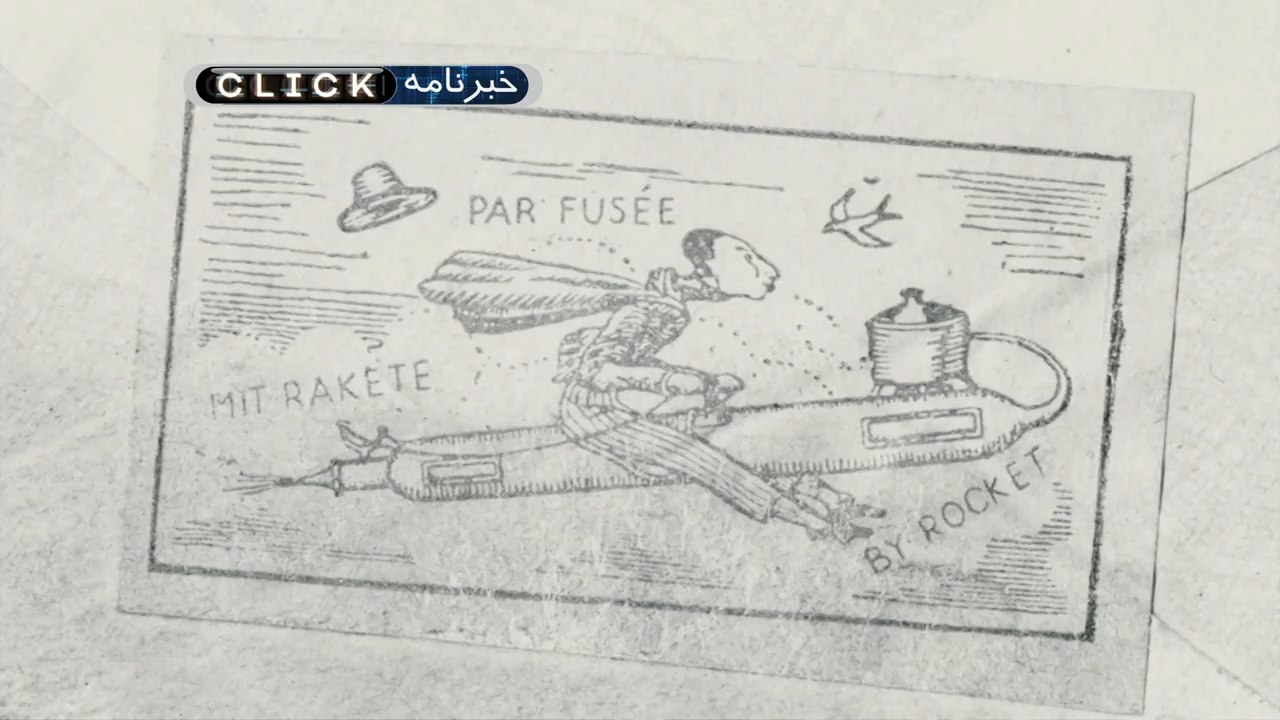 CLICK خبرنامه
PAR FUSÉE
MIT RAKETE
BY ROCKET